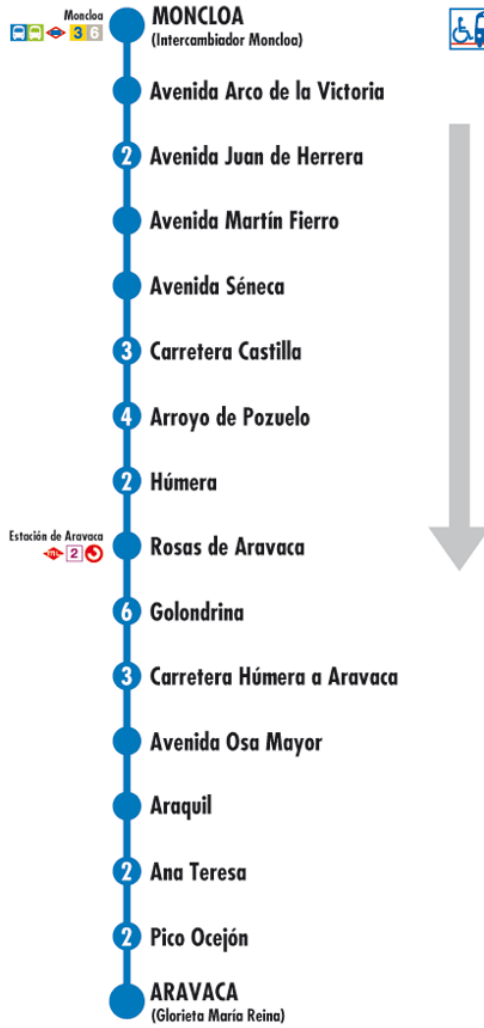 Moncloa
3 6
MONCLOA
(Intercambiador Moncloa)
Avenida Arco de la Victoria
2 Avenida Juan de Herrera
Avenida Martín Fierro
Avenida Séneca
3 Carretera Castilla
4 Arroyo de Pozuelo
2 Húmera
Estación de Aravaca
ML 2
Rosas de Aravaca
6 Golondrina
3 Carretera Húmera a Aravaca
Avenida Osa Mayor
Araquil
2 Ana Teresa
2 Pico Ocejón
ARAVACA
(Glorieta María Reina)